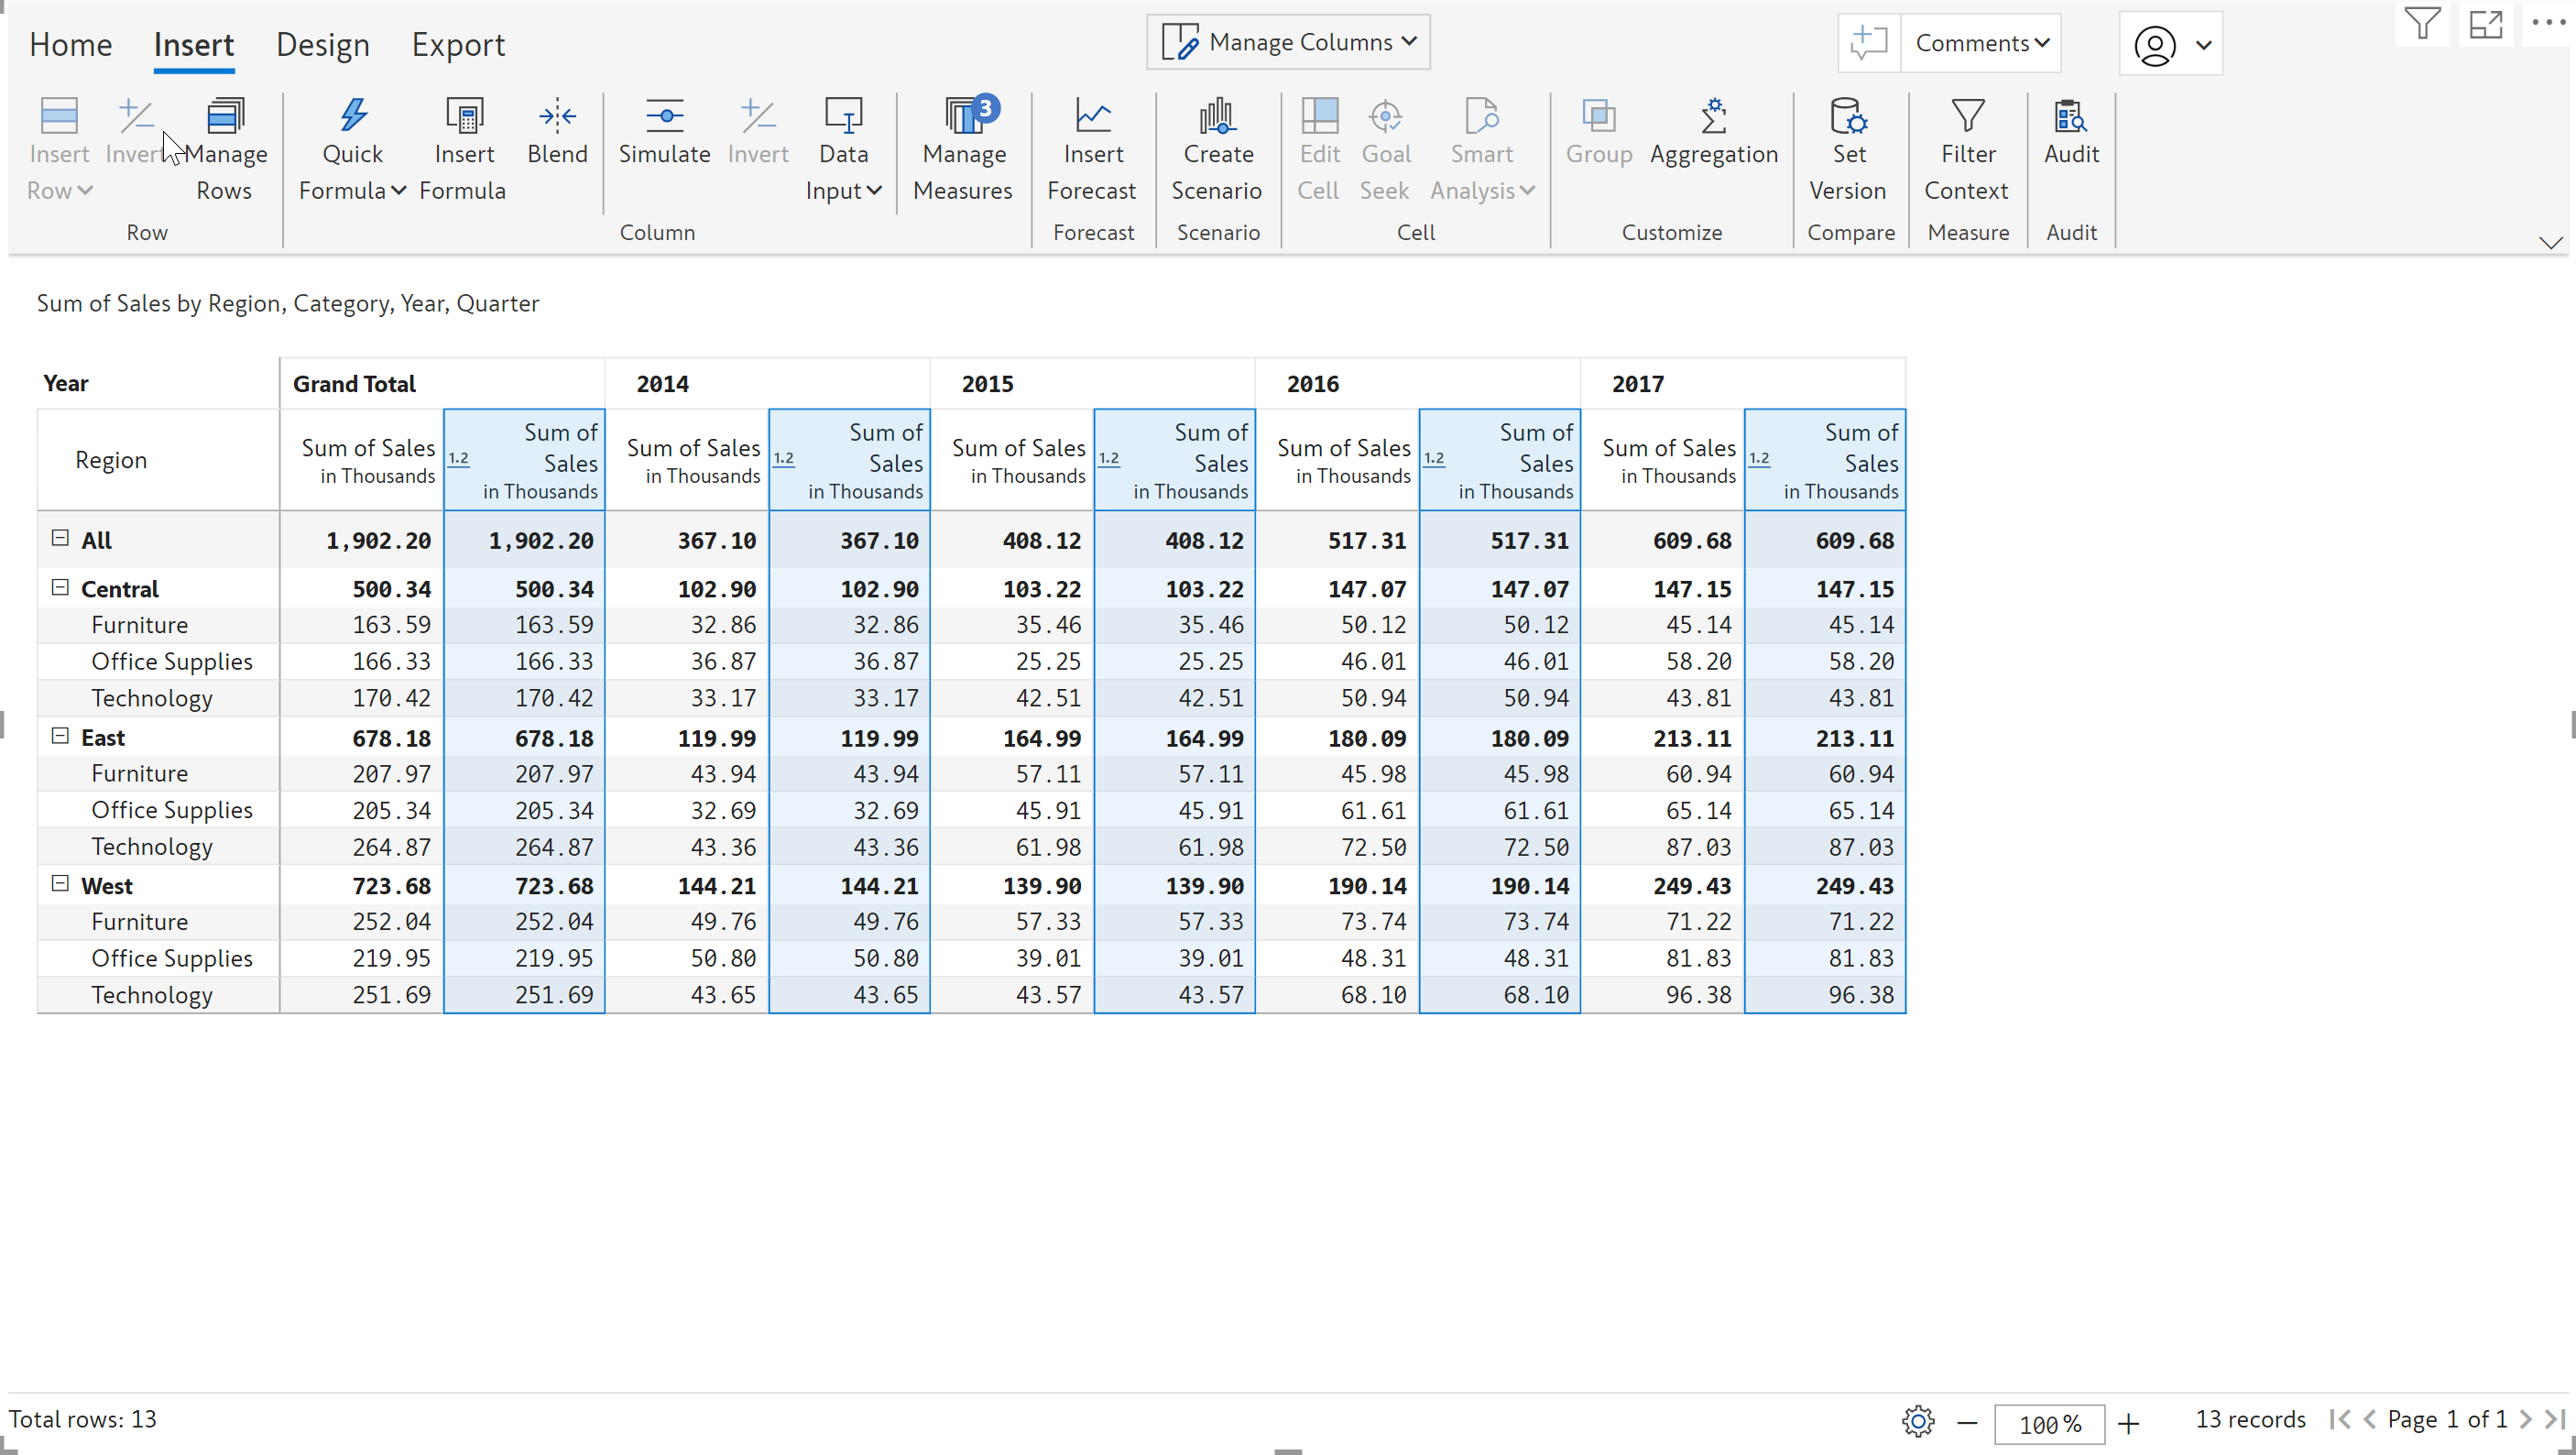 Home Insert Design Export Manage Columns Comments
Insert Invert Manage Quick Insert Blend Simulate Invert Data Manage 3 Insert Create Edit Goal Smart Group Aggregation Set Filter Audit
Row Rows Formula Formula Input Measures Forecast Scenario Cell Seek Analysis Version Context
Row Column Forecast Scenario Cell Customize Compare Measure Audit
Sum of Sales by Region, Category, Year, Quarter
Year Grand Total 2014 2015 2016 2017
Region Sum of Sales in Thousands 1.2 Sum of Sales in Thousands Sum of Sales in Thousands 1.2 Sum of Sales in Thousands Sum of Sales in Thousands 1.2 Sum of Sales in Thousands Sum of Sales in Thousands 1.2 Sum of Sales in Thousands Sum of Sales in Thousands 1.2 Sum of Sales in Thousands
All 1,902.20 1,902.20 367.10 367.10 408.12 408.12 517.31 517.31 609.68 609.68
Central 500.34 500.34 102.90 102.90 103.22 103.22 147.07 147.07 147.15 147.15
Furniture 163.59 163.59 32.86 32.86 35.46 35.46 50.12 50.12 45.14 45.14
Office Supplies 166.33 166.33 36.87 36.87 25.25 25.25 46.01 46.01 58.20 58.20
Technology 170.42 170.42 33.17 33.17 42.51 42.51 50.94 50.94 43.81 43.81
East 678.18 678.18 119.99 119.99 164.99 164.99 180.09 180.09 213.11 213.11
Furniture 207.97 207.97 43.94 43.94 57.11 57.11 45.98 45.98 60.94 60.94
Office Supplies 205.34 205.34 32.69 32.69 45.91 45.91 61.61 61.61 65.14 65.14
Technology 264.87 264.87 43.36 43.36 61.98 61.98 72.50 72.50 87.03 87.03
West 723.68 723.68 144.21 144.21 139.90 139.90 190.14 190.14 249.43 249.43
Furniture 252.04 252.04 49.76 49.76 57.33 57.33 73.74 73.74 71.22 71.22
Office Supplies 219.95 219.95 50.80 50.80 39.01 39.01 48.31 48.31 81.83 81.83
Technology 251.69 251.69 43.65 43.65 43.57 43.57 68.10 68.10 96.38 96.38
Total rows: 13 100 % 13 records Page 1 of 1